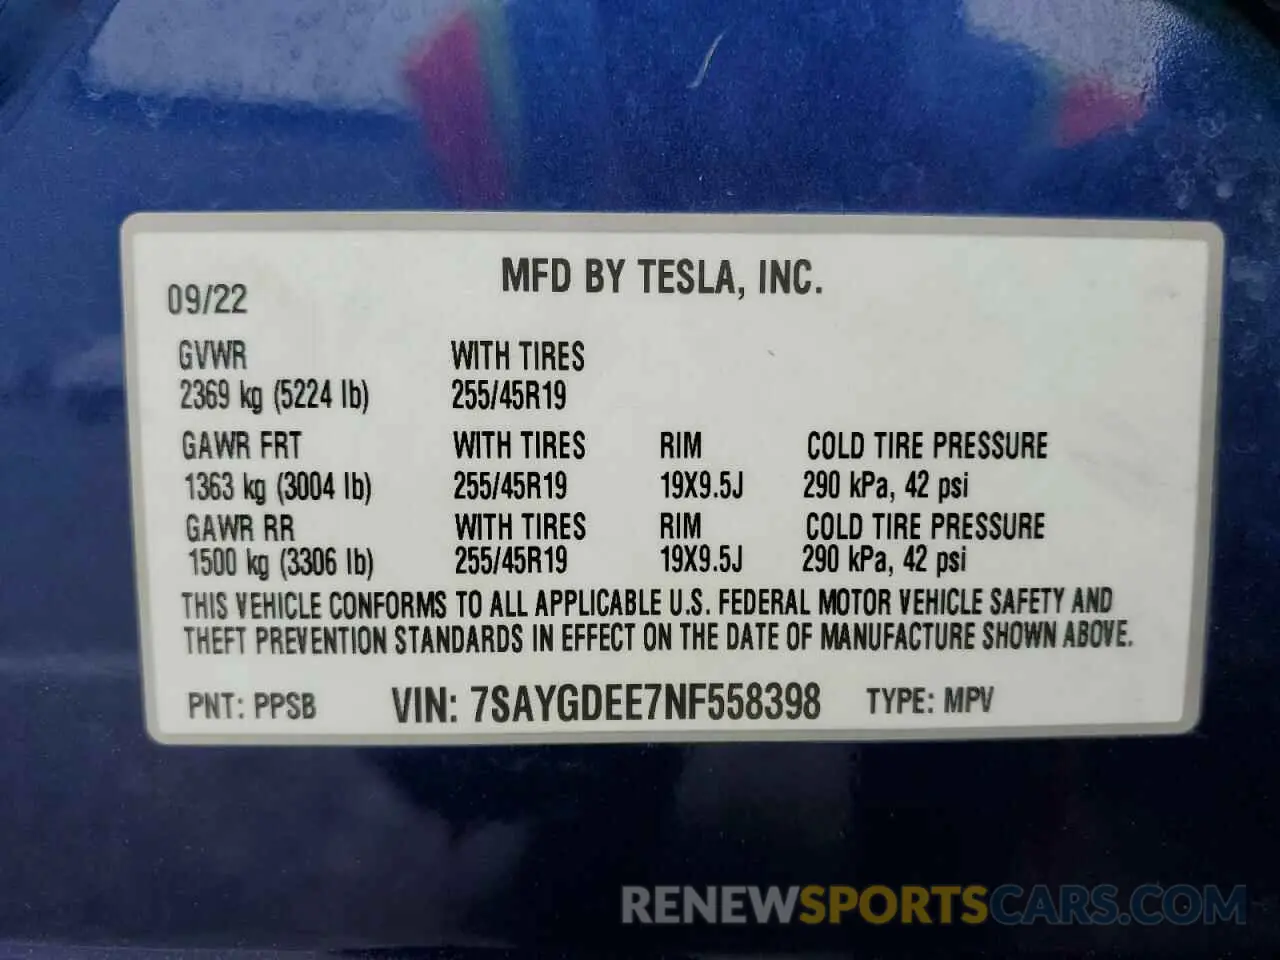 MFD BY TESLA, INC.
09/22
GVWR WITH TIRES
2369 kg (5224 lb) 255/45R19
GAWR FRT WITH TIRES RIM COLD TIRE PRESSURE
1363 kg (3004 lb) 255/45R19 19X9.5J 290 kPa, 42 psi
GAWR RR WITH TIRES RIM COLD TIRE PRESSURE
1500 kg (3306 lb) 255/45R19 19X9.5J 290 kPa, 42 psi
THIS VEHICLE CONFORMS TO ALL APPLICABLE U.S. FEDERAL MOTOR VEHICLE SAFETY AND
THEFT PREVENTION STANDARDS IN EFFECT ON THE DATE OF MANUFACTURE SHOWN ABOVE.
PNT: PPSB VIN: 7SAYGDEE7NF558398 TYPE: MPV
RENEWSPORTSCARS.COM